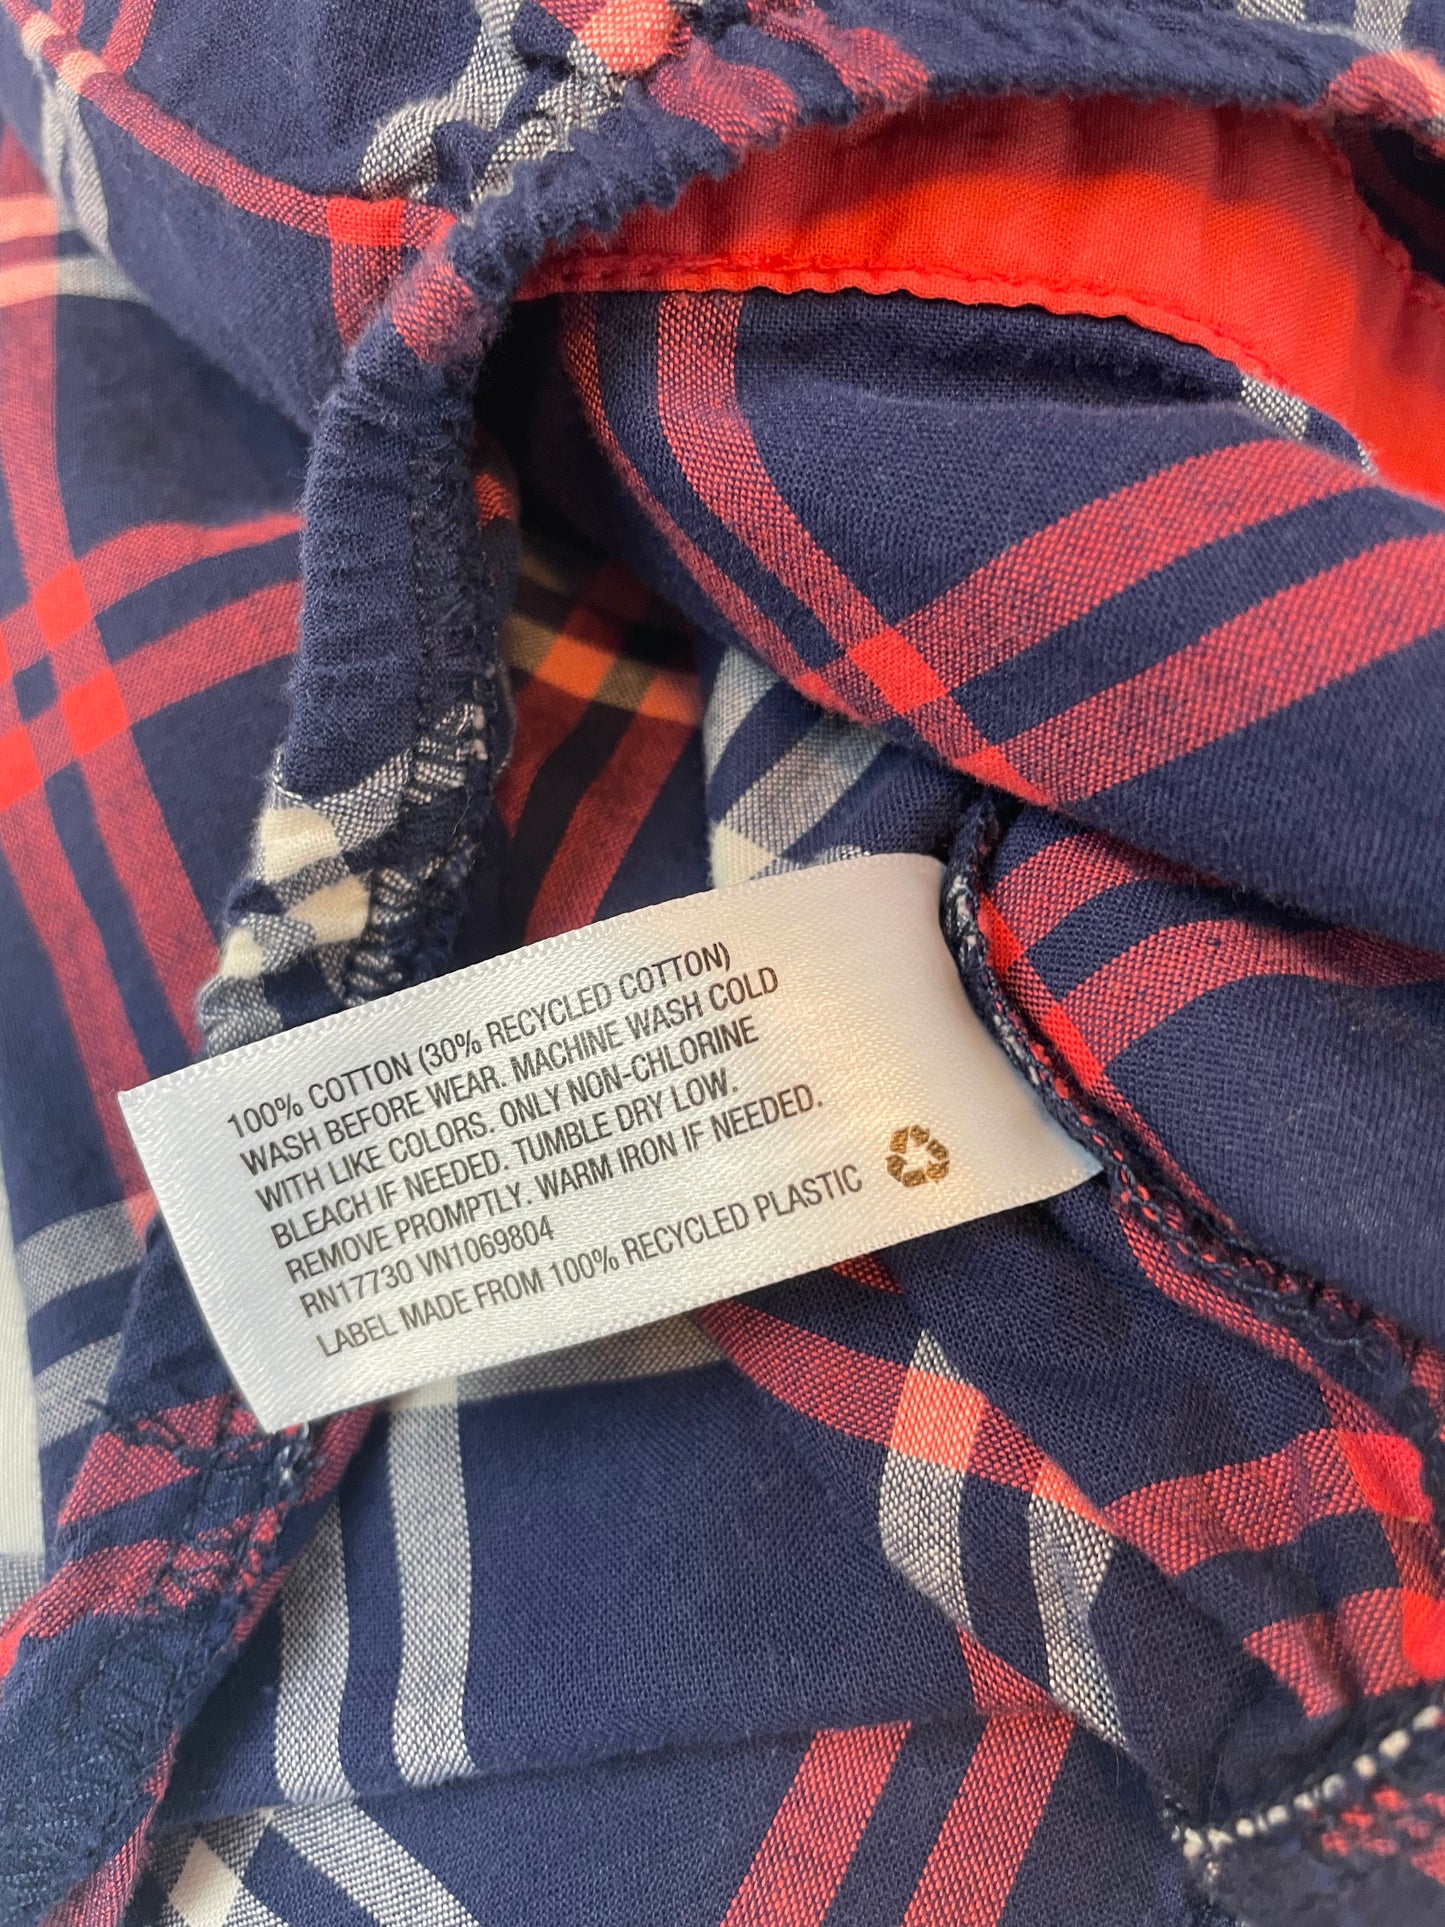 100% COTTON (30% RECYCLED COTTON)
WASH BEFORE WEAR. MACHINE WASH COLD
WITH LIKE COLORS. ONLY NON-CHLORINE
BLEACH IF NEEDED. TUMBLE DRY LOW.
REMOVE PROMPTLY. WARM IRON IF NEEDED.
RN17730 VN1069804
LABEL MADE FROM 100% RECYCLED PLASTIC